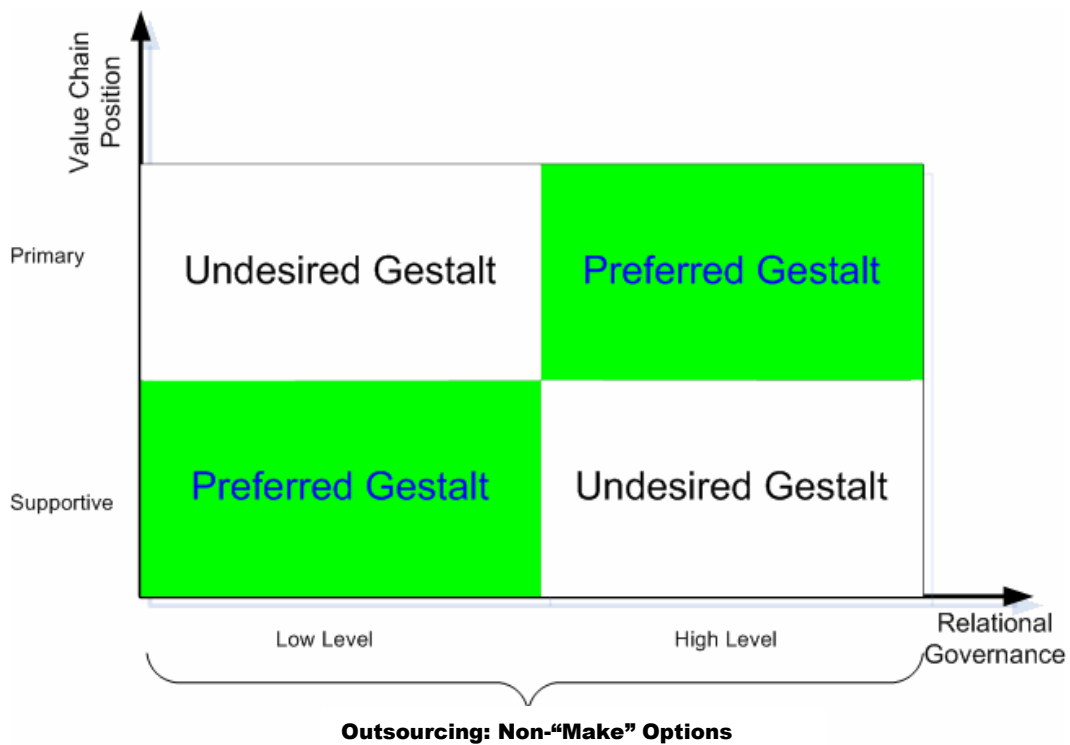 Value Chain
Position
Primary
Undesired Gestalt
Preferred Gestalt
Supportive
Preferred Gestalt
Undesired Gestalt
Low Level
High Level
Relational
Governance
Outsourcing: Non-“Make” Options